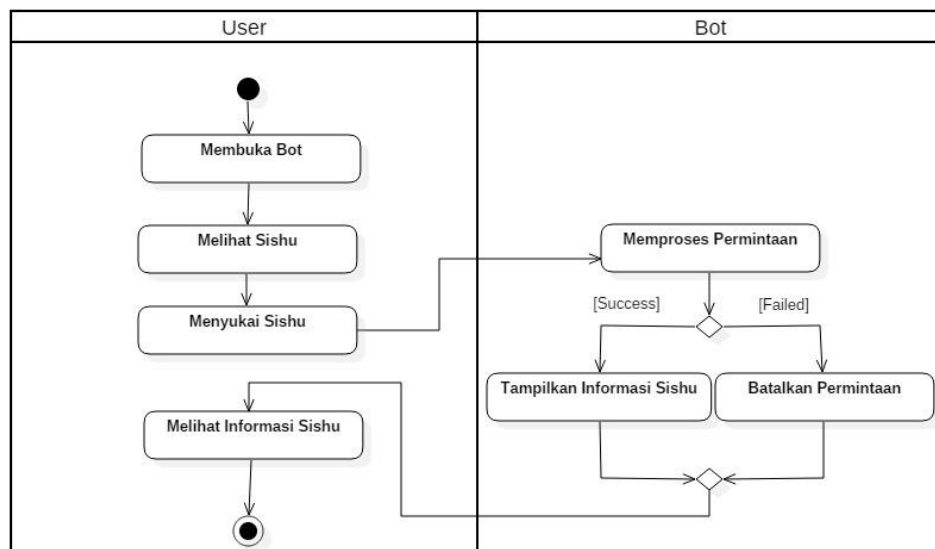 User
Bot
Membuka Bot
Melihat Sishu
Menyukai Sishu
Memproses Permintaan
[Success]
[Failed]
Tampilkan Informasi Sishu
Batalkan Permintaan
Melihat Informasi Sishu